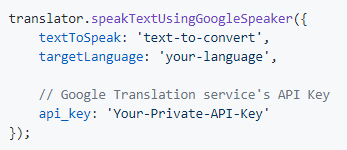 translator.speakTextUsingGoogleSpeaker({
    textToSpeak: 'text-to-convert',
    targetLanguage: 'your-language',

    // Google Translation service's API Key
    api_key: 'Your-Private-API-Key'
});